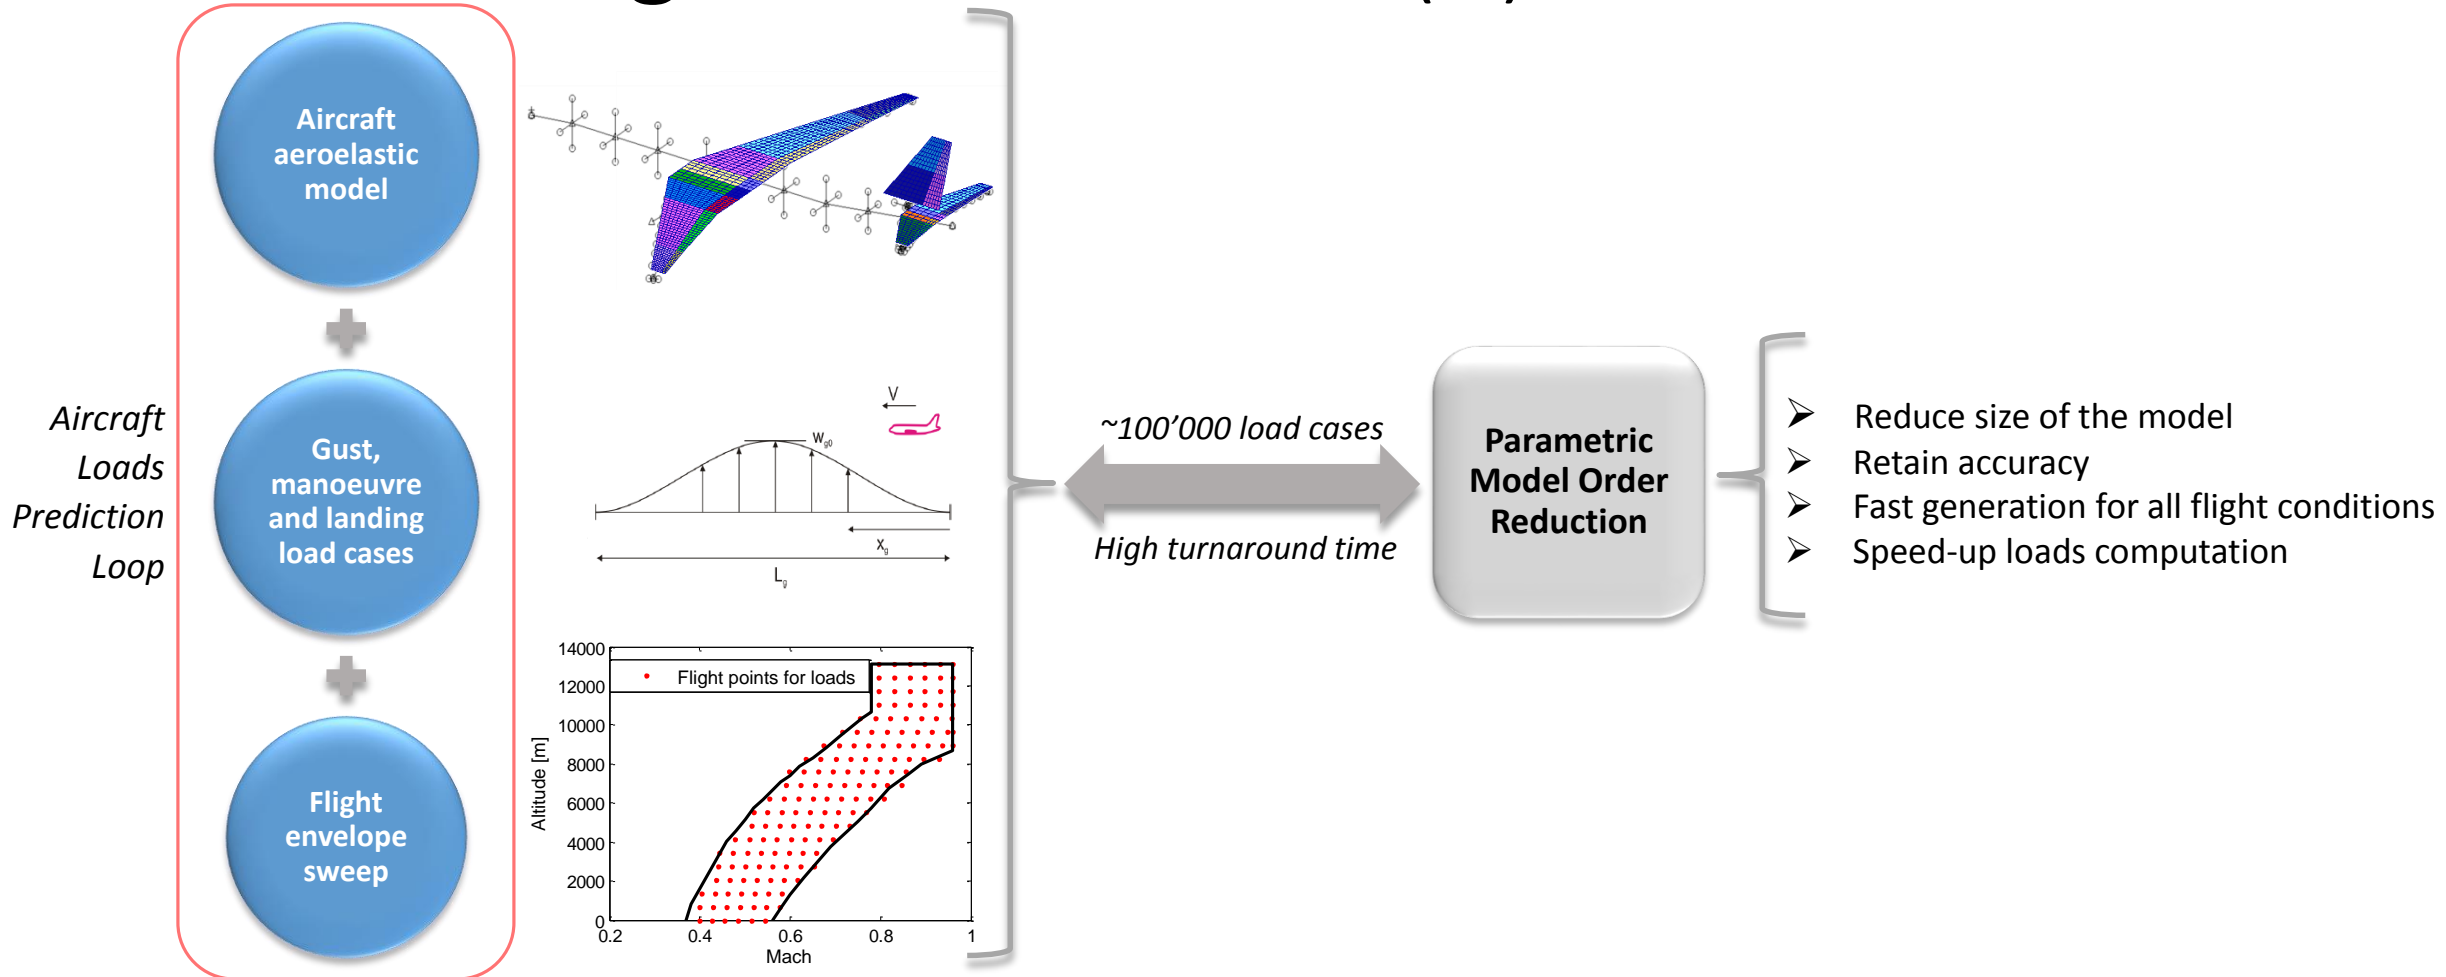 Aircraft
aeroelastic
model
Aircraft
Loads
Prediction
Loop
Gust,
manoeuvre
and landing
load cases
Flight
envelope
sweep
V
W_g0
X_g
L_g
14000
12000
10000
8000
6000
4000
2000
0
0.2
0.4
0.6
0.8
1
Altitude [m]
Mach
Flight points for loads
~100’000 load cases
High turnaround time
Parametric
Model Order
Reduction
➢ Reduce size of the model
➢ Retain accuracy
➢ Fast generation for all flight conditions
➢ Speed-up loads computation